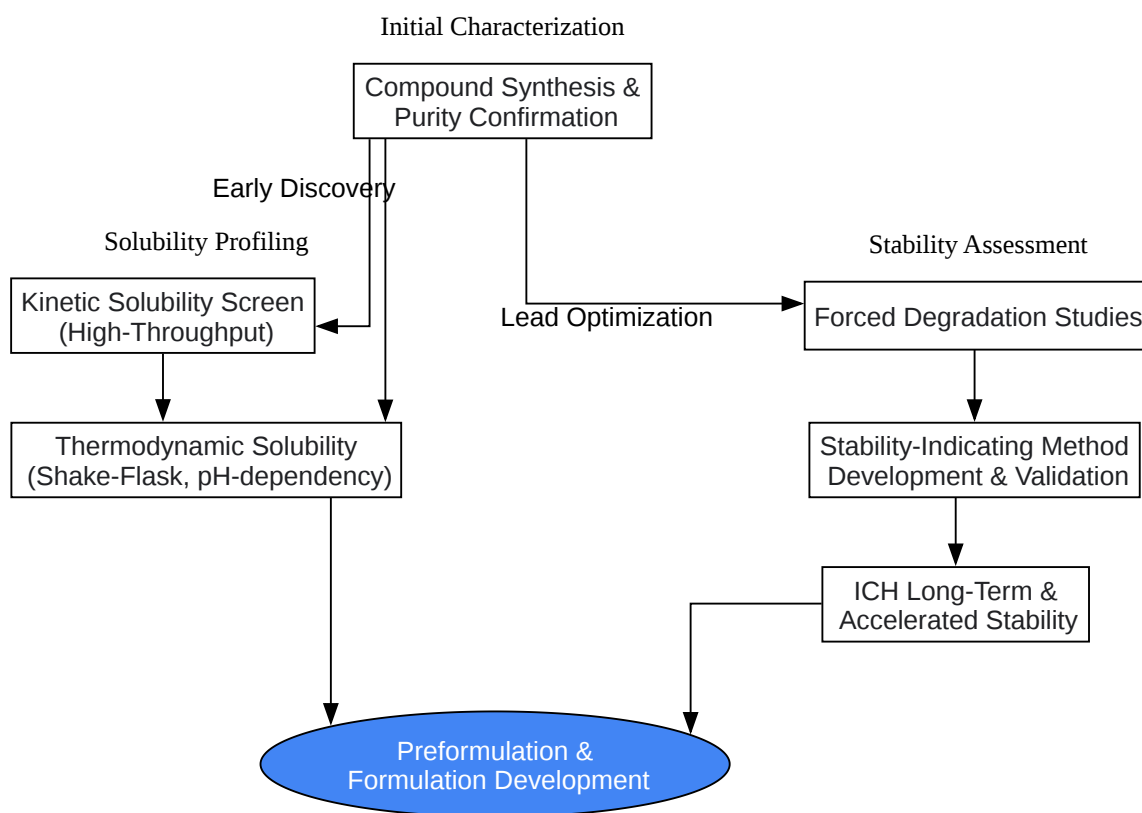 Initial Characterization
Compound Synthesis &
Purity Confirmation
Early Discovery
Solubility Profiling
Stability Assessment
Kinetic Solubility Screen
(High-Throughput)
Lead Optimization
Forced Degradation Studies
Thermodynamic Solubility
(Shake-Flask, pH-dependency)
Stability-Indicating Method
Development & Validation
ICH Long-Term &
Accelerated Stability
Preformulation &
Formulation Development